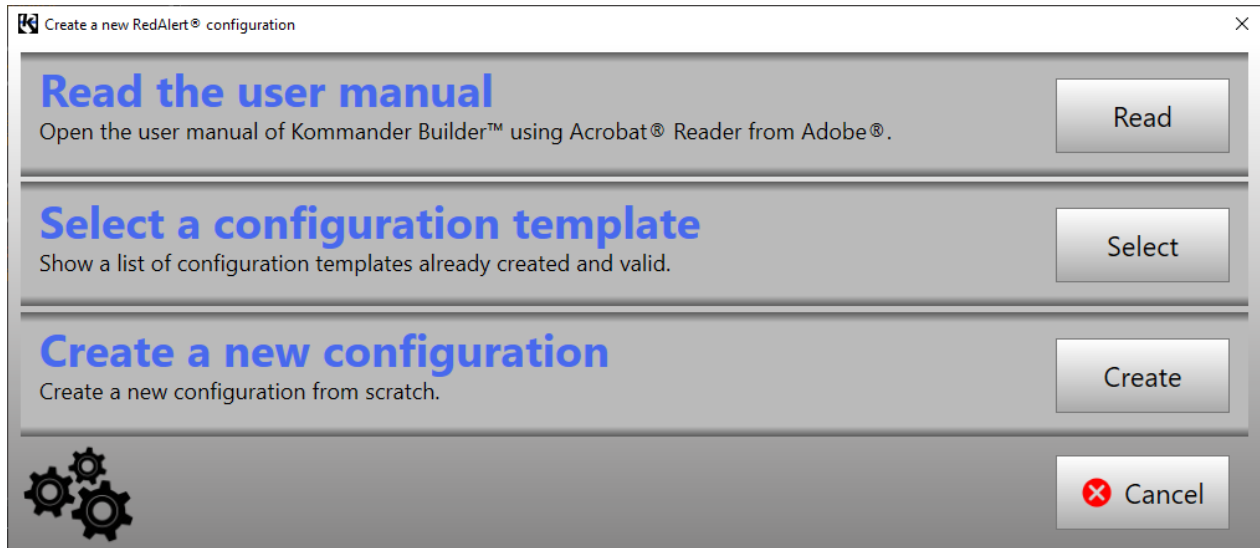 Create a new RedAlert® configuration
Read the user manual
Open the user manual of Kommander Builder™ using Acrobat® Reader from Adobe®.
Read
Select a configuration template
Show a list of configuration templates already created and valid.
Select
Create a new configuration
Create a new configuration from scratch.
Create
Cancel